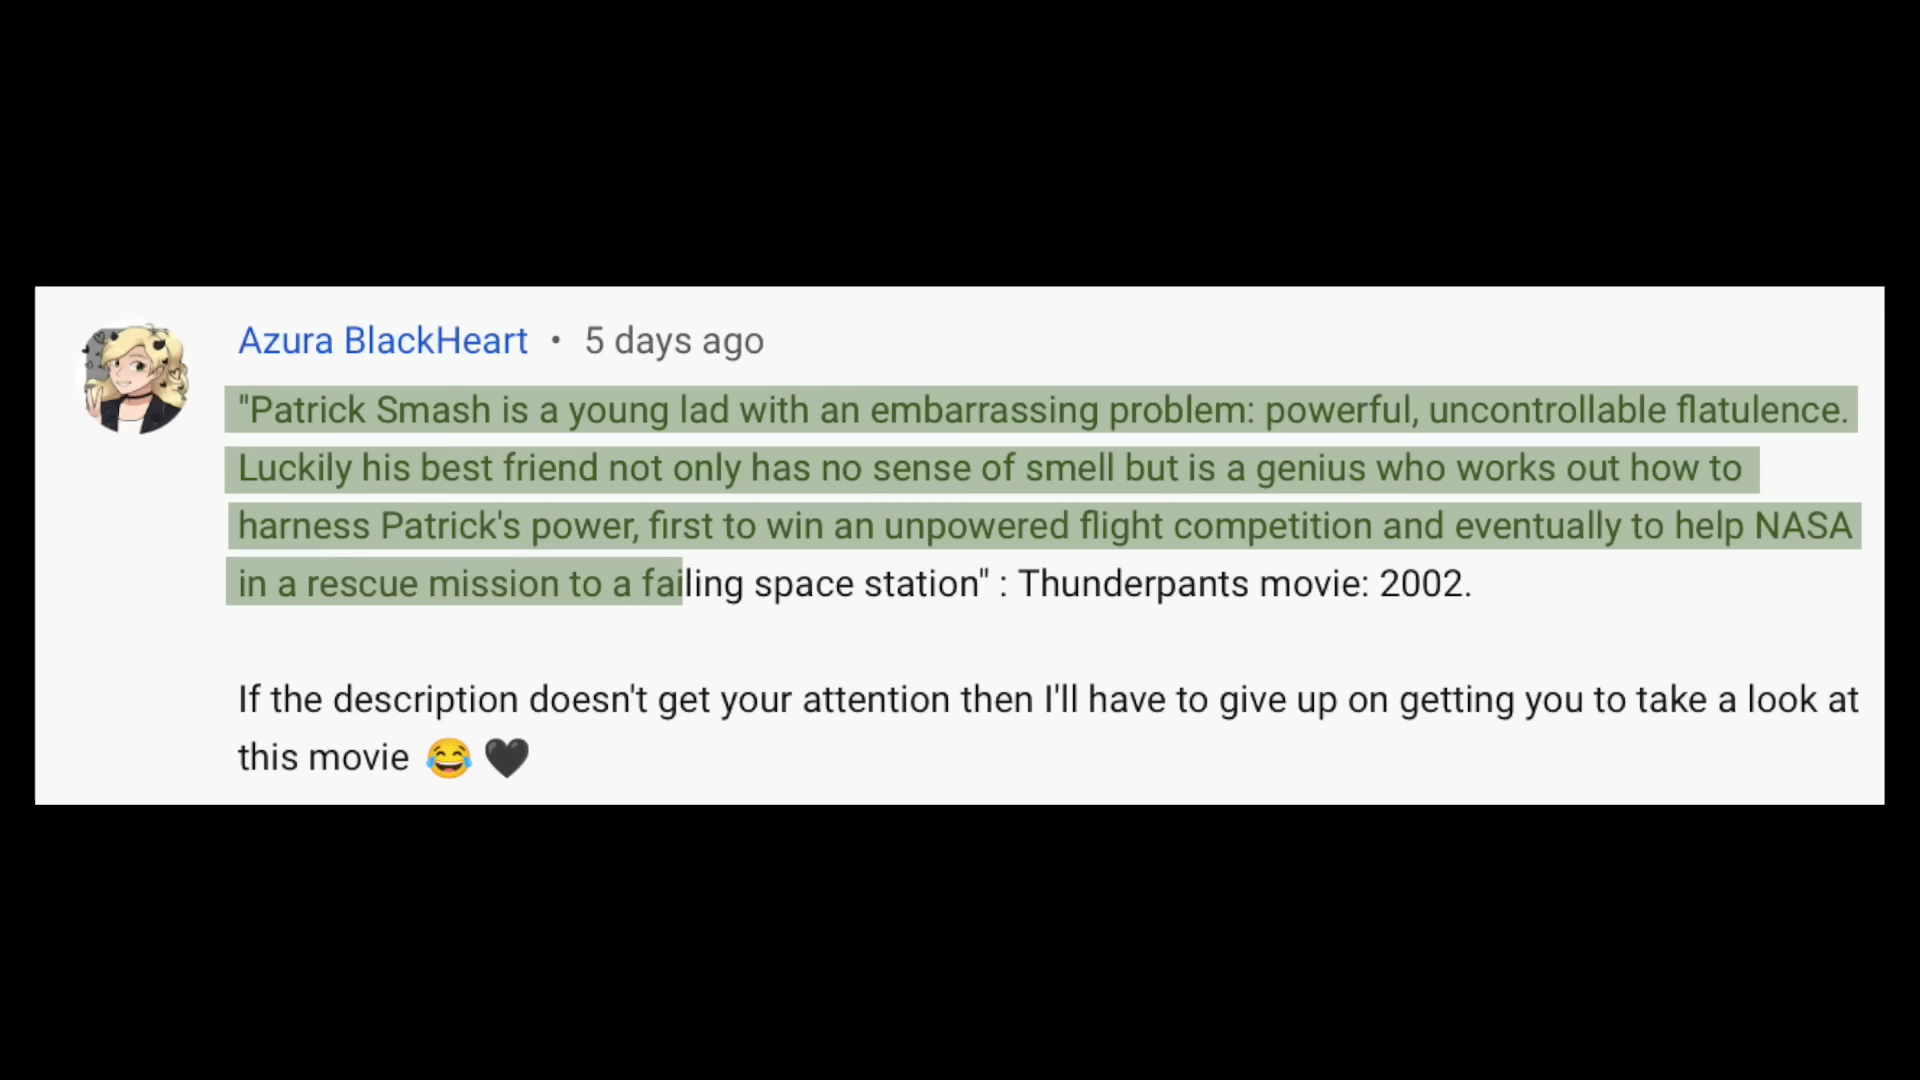 Azura BlackHeart • 5 days ago
"Patrick Smash is a young lad with an embarrassing problem: powerful, uncontrollable flatulence.
Luckily his best friend not only has no sense of smell but is a genius who works out how to
harness Patrick's power, first to win an unpowered flight competition and eventually to help NASA
in a rescue mission to a failing space station" : Thunderpants movie: 2002.
If the description doesn't get your attention then I'll have to give up on getting you to take a look at
this movie 😂 🖤